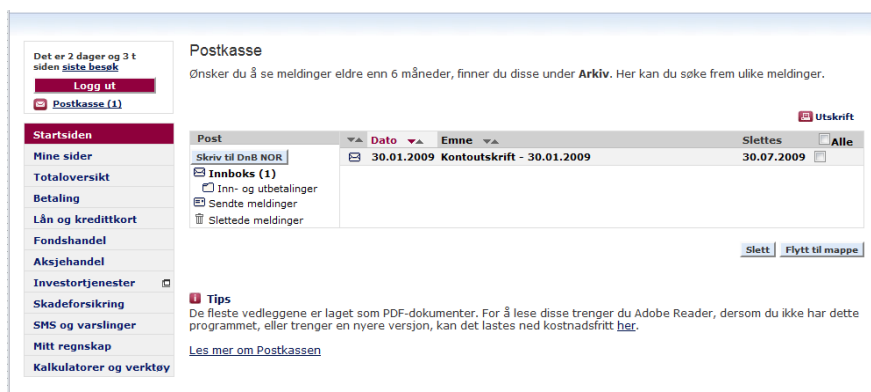 Det er 2 dager og 3 t
siden siste besøk
Logg ut
Postkasse (1)
Startsiden
Mine sider
Totaloversikt
Betaling
Lån og kredittkort
Fondshandel
Aksjehandel
Investortjenester
Skadeforsikring
SMS og varslinger
Mitt regnskap
Kalkulatorer og verktøy
Postkasse
Ønsker du å se meldinger eldre enn 6 måneder, finner du disse under Arkiv. Her kan du søke frem ulike meldinger.
Utskrift
Post Dato Emne Slettes Alle
Skriv til DnB NOR
Innboks (1)
Inn- og utbetalinger
Sendte meldinger
Slettede meldinger
30.01.2009 Kontoutskrift - 30.01.2009 30.07.2009
Slett Flytt til mappe
Tips
De fleste vedleggene er laget som PDF-dokumenter. For å lese disse trenger du Adobe Reader, dersom du ikke har dette
programmet, eller trenger en nyere versjon, kan det lastes ned kostnadsfritt her.
Les mer om Postkassen